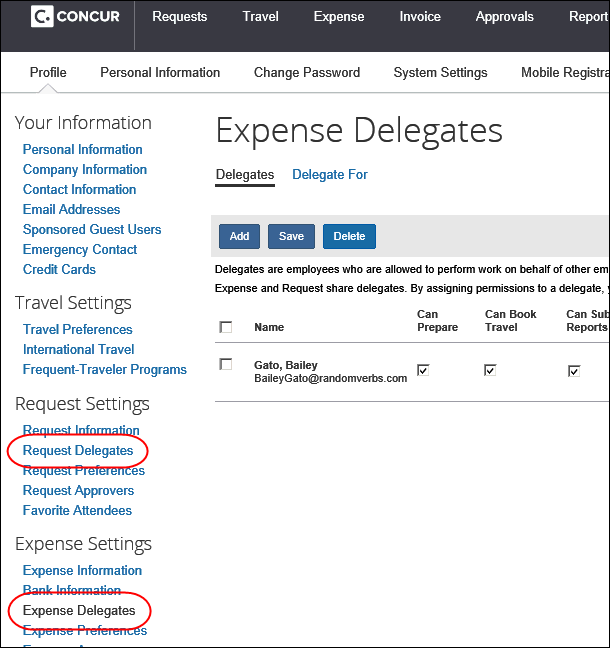 C. CONCUR Requests Travel Expense Invoice Approvals Report
Profile Personal Information Change Password System Settings Mobile Registra
Your Information
Personal Information
Company Information
Contact Information
Email Addresses
Sponsored Guest Users
Emergency Contact
Credit Cards
Travel Settings
Travel Preferences
International Travel
Frequent-Traveler Programs
Request Settings
Request Information
Request Delegates
Request Preferences
Request Approvers
Favorite Attendees
Expense Settings
Expense Information
Bank Information
Expense Delegates
Expense Preferences
Expense Delegates
Delegates Delegate For
Add Save Delete
Delegates are employees who are allowed to perform work on behalf of other em
Expense and Request share delegates. By assigning permissions to a delegate,
Name Can Prepare Can Book Travel Can Sub Reports
Gato, Bailey
BaileyGato@randomverbs.com